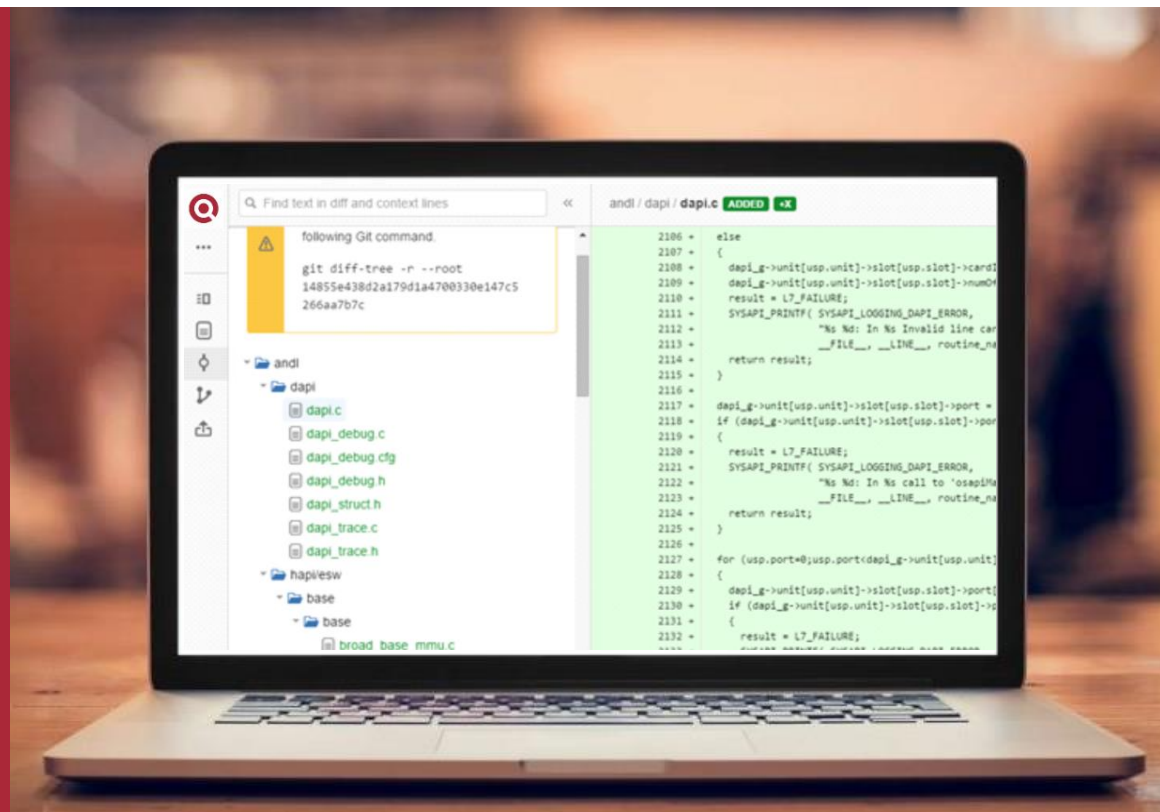 Find text in diff and context lines
«
andl / dapi / dapi.c ADDED +X
following Git command.
git diff-tree -r --root
14855e438d2a179d1a4700330e147c5
266aa7b7c
andl
dapi
dapi.c
dapi_debug.c
dapi_debug.cfg
dapi_debug.h
dapi_struct.h
dapi_trace.c
dapi_trace.h
hapi/esw
base
base
broad_base_mmu.c
2106 + else
2107 + {
2108 + dapi_g->unit[usp.unit]->slot[usp.slot]->cardI
2109 + dapi_g->unit[usp.unit]->slot[usp.slot]->numOf
2110 + result = L7_FAILURE;
2111 + SYSAPI_PRINTF( SYSAPI_LOGGING_DAPI_ERROR,
2112 + "%s %d: In %s Invalid line car
2113 + __FILE__, __LINE__, routine_na
2114 + return result;
2115 + }
2116 +
2117 + dapi_g->unit[usp.unit]->slot[usp.slot]->port =
2118 + if (dapi_g->unit[usp.unit]->slot[usp.slot]->por
2119 + {
2120 + result = L7_FAILURE;
2121 + SYSAPI_PRINTF( SYSAPI_LOGGING_DAPI_ERROR,
2122 + "%s %d: In %s call to 'osapiMa
2123 + __FILE__, __LINE__, routine_na
2124 + return result;
2125 + }
2126 +
2127 + for (usp.port=0;usp.port<dapi_g->unit[usp.unit]
2128 + {
2129 + dapi_g->unit[usp.unit]->slot[usp.slot]->port[
2130 + if (dapi_g->unit[usp.unit]->slot[usp.slot]->p
2131 + {
2132 + result = L7_FAILURE;